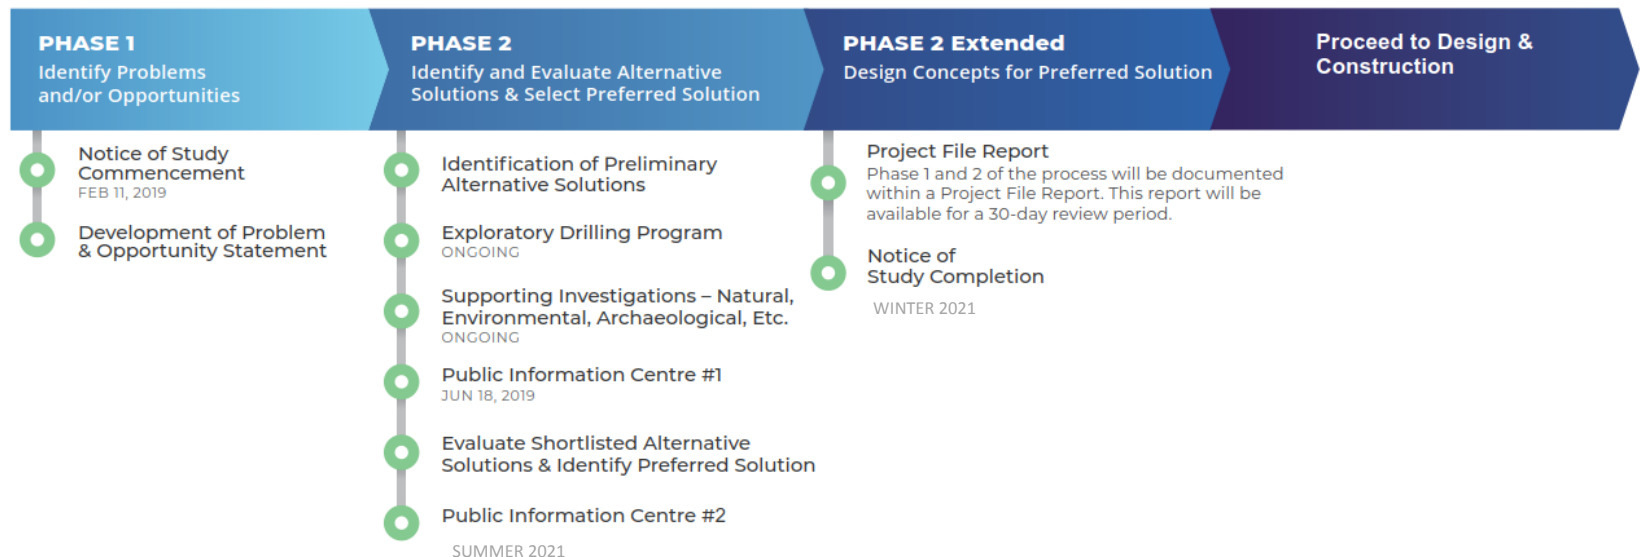 PHASE 1
Identify Problems
and/or Opportunities
Notice of Study
Commencement
FEB 11, 2019
Development of Problem
& Opportunity Statement
PHASE 2
Identify and Evaluate Alternative
Solutions & Select Preferred Solution
Identification of Preliminary
Alternative Solutions
Exploratory Drilling Program
ONGOING
Supporting Investigations – Natural,
Environmental, Archaeological, Etc.
ONGOING
Public Information Centre #1
JUN 18, 2019
Evaluate Shortlisted Alternative
Solutions & Identify Preferred Solution
Public Information Centre #2
SUMMER 2021
PHASE 2 Extended
Design Concepts for Preferred Solution
Project File Report
Phase 1 and 2 of the process will be documented
within a Project File Report. This report will be
available for a 30-day review period.
Notice of
Study Completion
WINTER 2021
Proceed to Design &
Construction